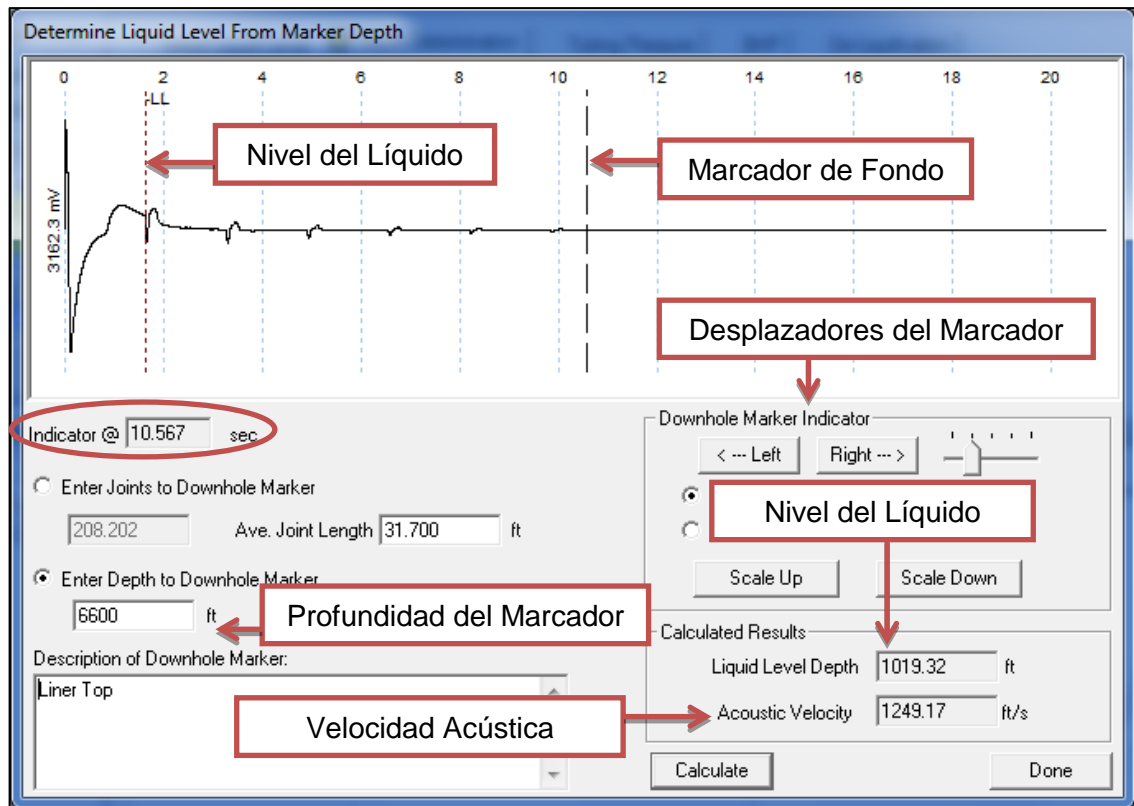 Determine Liquid Level From Marker Depth
0 2 4 6 8 10 12 14 16 18 20
LL
Nivel del Líquido
Marcador de Fondo
3162.3 mV
Desplazadores del Marcador
Indicator @ 10.567 sec
Downhole Marker Indicator
< --- Left Right --- >
Enter Joints to Downhole Marker
208.202 Ave. Joint Length 31.700 ft
Nivel del Líquido
Enter Depth to Downhole Marker
6600 ft
Scale Up Scale Down
Profundidad del Marcador
Calculated Results
Description of Downhole Marker:
Liner Top
Liquid Level Depth 1019.32 ft
Velocidad Acústica
Acoustic Velocity 1249.17 ft/s
Calculate Done